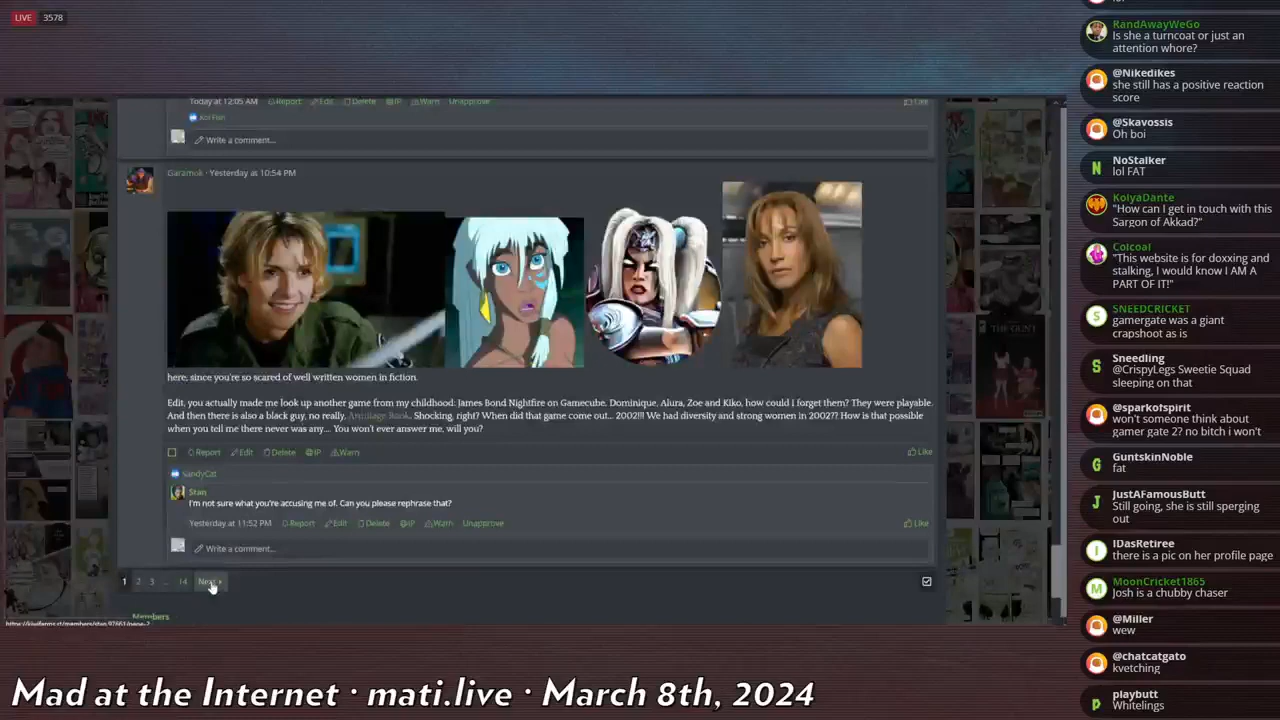 LIVE 3578
Today at 12:05 AM Report Edit Delete IP Warn Unapprove Like
Koi Fish
Write a comment...
Garamok · Yesterday at 10:54 PM
here, since you're so scared of well written women in fiction.
Edit, you actually made me look up another game from my childhood: James Bond Nightfire on Gamecube. Dominique, Alura, Zoe and Kiko, how could i forget them? They were playable.
And then there is also a black guy, no really, Armitage Rook. Shocking, right? When did that game come out... 2002!!! We had diversity and strong women in 2002?? How is that possible
when you tell me there never was any.... You won't ever answer me, will you?
Report Edit Delete IP Warn Like
SandyCat
Stan
I'm not sure what you're accusing me of. Can you please rephrase that?
Yesterday at 11:52 PM Report Edit Delete IP Warn Unapprove Like
Write a comment...
1 2 3 ... 14 Next
Members
RandAwayWeGo
Is she a turncoat or just an
attention whore?
@Nikedikes
she still has a positive reaction
score
@Skavossis
Oh boi
NoStalker
lol FAT
KolyaDante
"How can I get in touch with this
Sargon of Akkad?"
Colcoal
"This website is for doxxing and
stalking, I would know I AM A
PART OF IT!"
SNEEDCRICKET
gamergate was a giant
crapshoot as is
Sneedling
@CrispyLegs Sweetie Squad
sleeping on that
@sparkofspirit
won't someone think about
gamer gate 2? no bitch i won't
GuntskinNoble
fat
JustAFamousButt
Still going, she is still sperging
out
IDasRetiree
there is a pic on her profile page
MoonCricket1865
Josh is a chubby chaser
@Miller
wew
@chatcatgato
kvetching
playbutt
Whitelings
Mad at the Internet · mati.live · March 8th, 2024